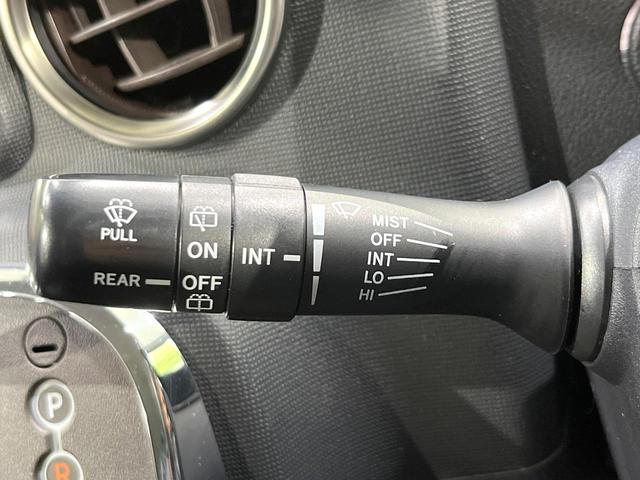 PULL
REAR
ON
OFF
INT
MIST
OFF
INT
LO
HI
P
R